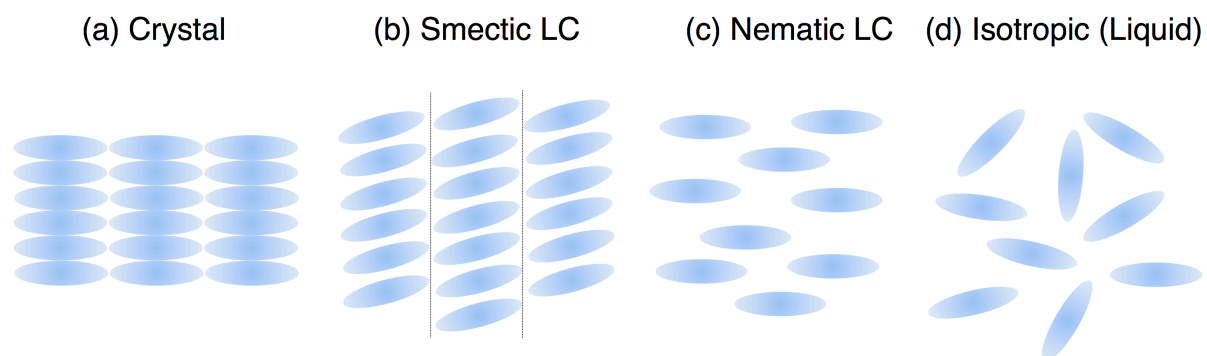 (a) Crystal
(b) Smectic LC
(c) Nematic LC
(d) Isotropic (Liquid)